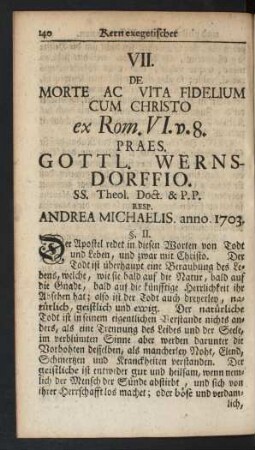 140 Kern exegetischer
VII.
DE
MORTE AC VITA FIDELIUM
CUM CHRISTO
ex Rom. VI. v. 8.
PRAES.
GOTTL. WERNS-
DORFFIO.
SS. Theol. Doct. & P. P.
RESP.
ANDREA MICHAELIS. anno. 1703.
§. II.
Der Apostel redet in diesen Worten von Todt
und Leben, und zwar mit Christo. Der
Todt ist überhaupt eine Beraubung des Le-
bens, welche, wie sie bald auf die Natur, bald auf
die Gnade, bald auf die künfftige Herrlichkeit ihr
Absehen hat; also ist der Todt auch dreyerley, na-
türlich, geistlich und ewig. Der natürliche
Todt ist in seinem eigentlichen Verstande nichts an-
ders, als eine Trennung des Leibes und der Seele,
im verblümten Sinne aber werden darunter die
Vorbohten desselben, als mancherley Noht, Elend,
Schmertzen und Kranckheiten verstanden. Der
geistliche ist entwider gut und heilsam, wenn nem-
lich der Mensch der Sünde abstirbt, und sich von
ihrer Herrschafft los machet; oder böse und verdam-
lich,